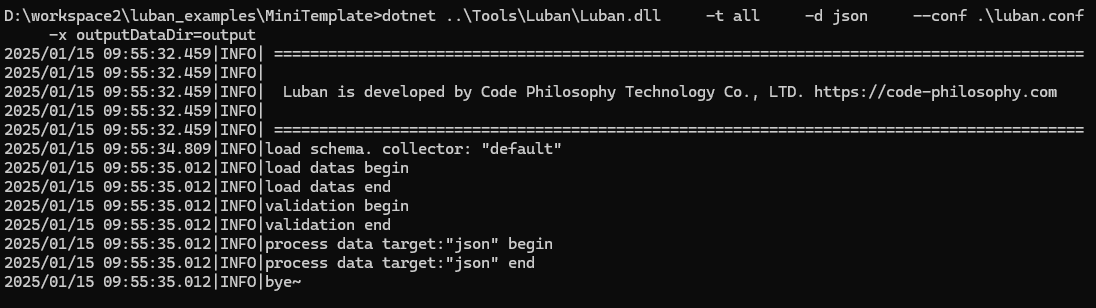 D:\workspace2\luban_examples\MiniTemplate>dotnet ..\Tools\Luban\Luban.dll     -t all     -d json     --conf .\luban.conf
     -x outputDataDir=output
2025/01/15 09:55:32.459|INFO| ==========================================================================================
2025/01/15 09:55:32.459|INFO|
2025/01/15 09:55:32.459|INFO|  Luban is developed by Code Philosophy Technology Co., LTD. https://code-philosophy.com
2025/01/15 09:55:32.459|INFO|
2025/01/15 09:55:32.459|INFO| ==========================================================================================
2025/01/15 09:55:34.809|INFO|load schema. collector: "default"
2025/01/15 09:55:35.012|INFO|load datas begin
2025/01/15 09:55:35.012|INFO|load datas end
2025/01/15 09:55:35.012|INFO|validation begin
2025/01/15 09:55:35.012|INFO|validation end
2025/01/15 09:55:35.012|INFO|process data target:"json" begin
2025/01/15 09:55:35.012|INFO|process data target:"json" end
2025/01/15 09:55:35.012|INFO|bye~